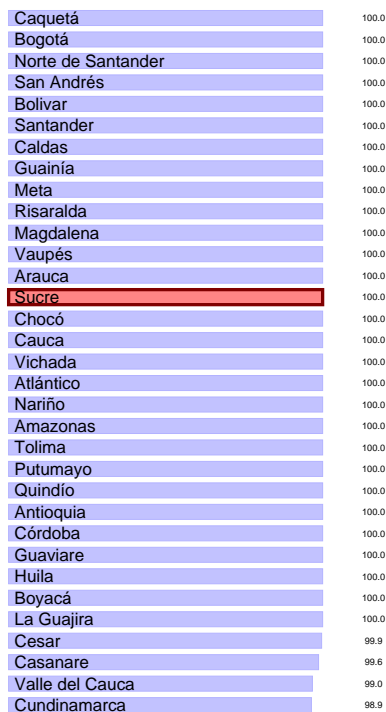 Caquetá 100.0
Bogotá 100.0
Norte de Santander 100.0
San Andrés 100.0
Bolivar 100.0
Santander 100.0
Caldas 100.0
Guainía 100.0
Meta 100.0
Risaralda 100.0
Magdalena 100.0
Vaupés 100.0
Arauca 100.0
Sucre 100.0
Chocó 100.0
Cauca 100.0
Vichada 100.0
Atlántico 100.0
Nariño 100.0
Amazonas 100.0
Tolima 100.0
Putumayo 100.0
Quindío 100.0
Antioquia 100.0
Córdoba 100.0
Guaviare 100.0
Huila 100.0
Boyacá 100.0
La Guajira 100.0
Cesar 99.9
Casanare 99.6
Valle del Cauca 99.0
Cundinamarca 98.9